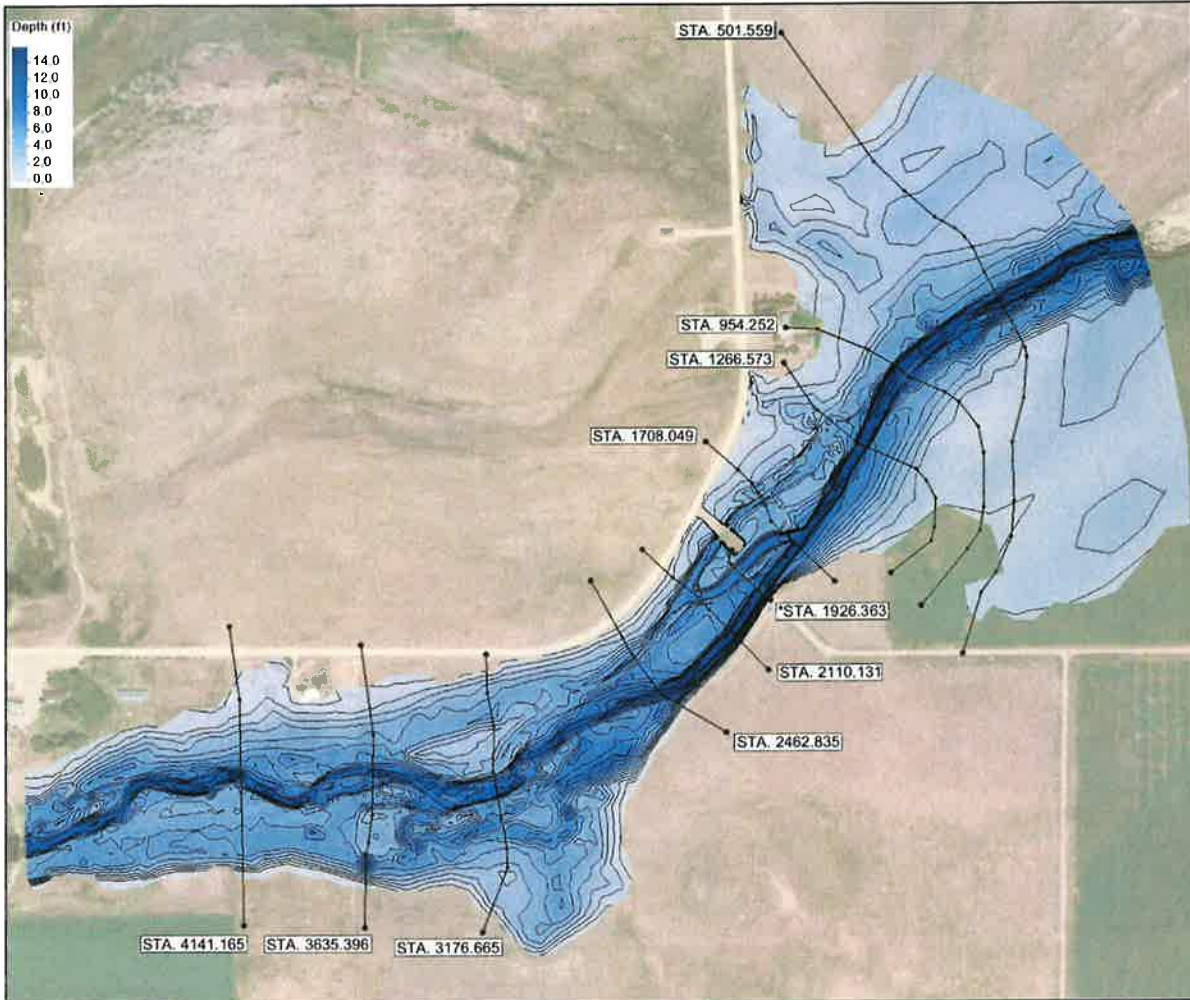 Depth (ft)
14.0
12.0
10.0
8.0
6.0
4.0
2.0
0.0
STA. 501.559
STA. 954.252
STA. 1266.573
STA. 1708.049
*STA. 1926.363
STA. 2110.131
STA. 2462.835
STA. 4141.165
STA. 3635.396
STA. 3176.665